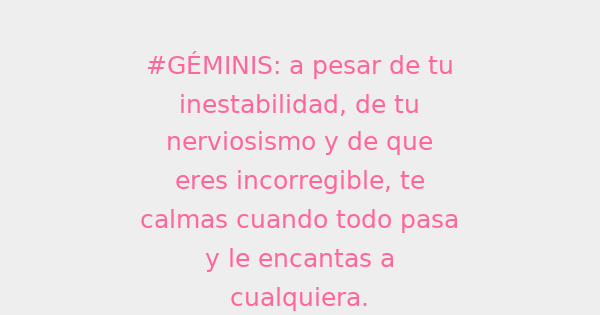 #GÉMINIS: a pesar de tu
inestabilidad, de tu
nerviosismo y de que
eres incorregible, te
calmas cuando todo pasa
y le encantas a
cualquiera.